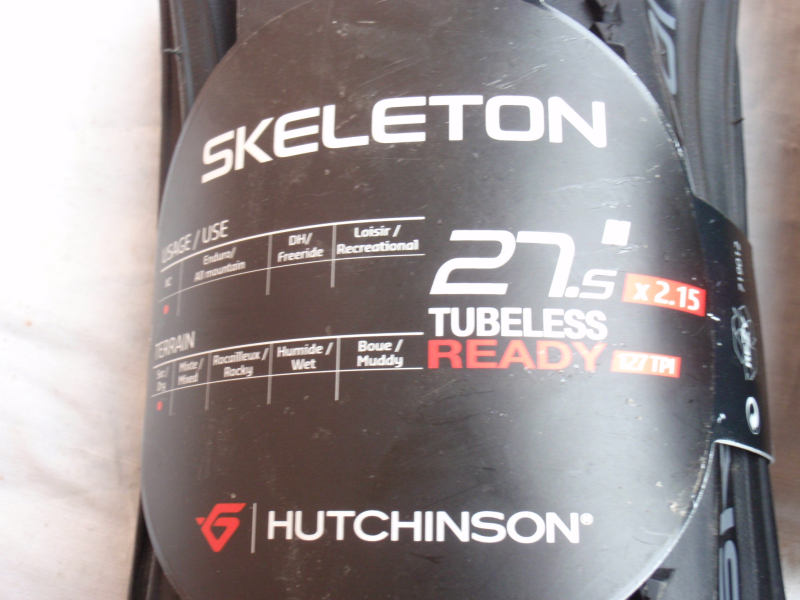 SKELETON
USAGE / USE
XC
Enduro/
All mountain
DH/
Freeride
Loisir /
Recreational
27.5"
x 2.15
TUBELESS
READY
127 TPI
TERRAIN
Sec /
Dry
Mixte /
Mixed
Rocailleux /
Rocky
Humide /
Wet
Boue /
Muddy
HUTCHINSON®